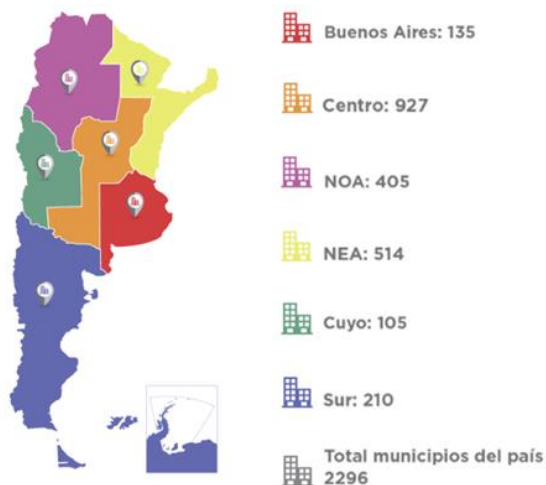 Buenos Aires: 135
Centro: 927
NOA: 405
NEA: 514
Cuyo: 105
Sur: 210
Total municipios del país
2296